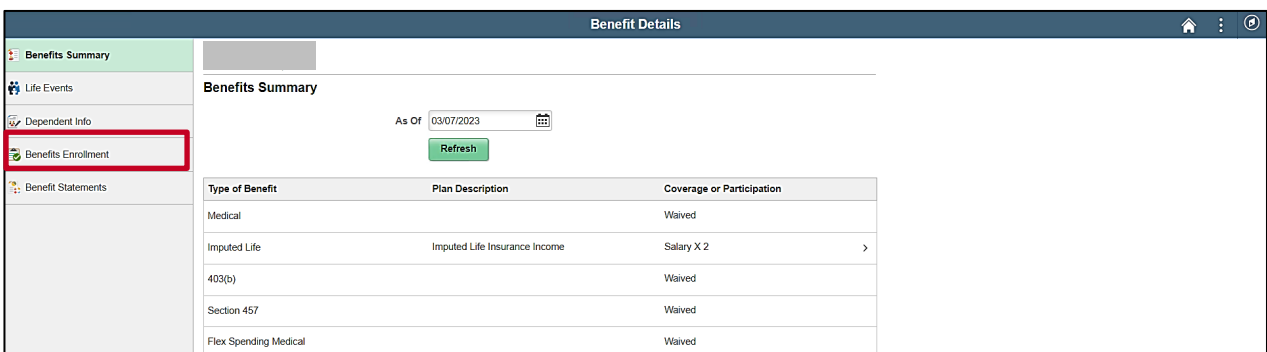 Benefit Details
Benefits Summary
Life Events
Dependent Info
Benefits Enrollment
Benefit Statements
Benefits Summary
As Of 03/07/2023
Refresh
Type of Benefit Plan Description Coverage or Participation
Medical Waived
Imputed Life Imputed Life Insurance Income Salary X 2
403(b) Waived
Section 457 Waived
Flex Spending Medical Waived